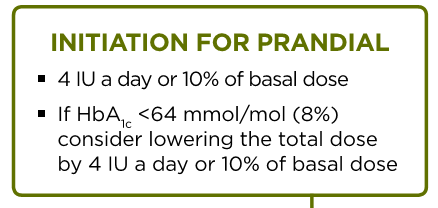 INITIATION FOR PRANDIAL
▪ 4 IU a day or 10% of basal dose
▪ If HbA1c <64 mmol/mol (8%)
consider lowering the total dose
by 4 IU a day or 10% of basal dose